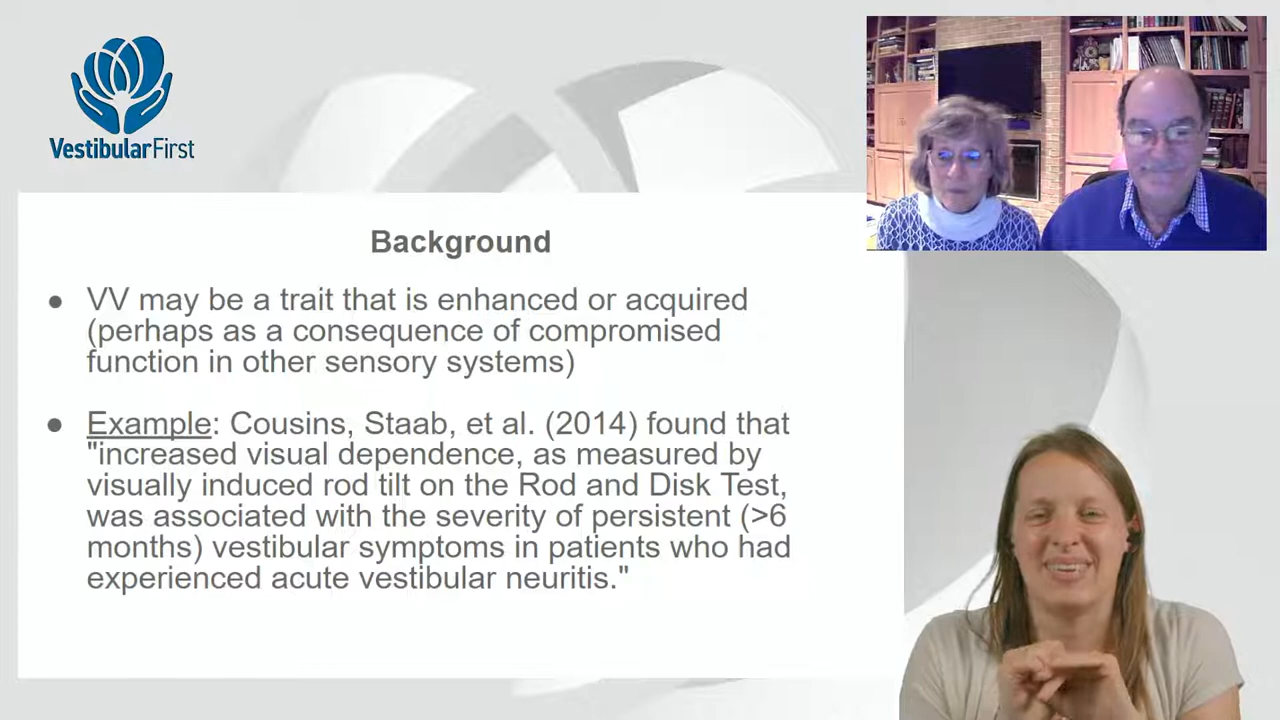 VestibularFirst
Background
● VV may be a trait that is enhanced or acquired
(perhaps as a consequence of compromised
function in other sensory systems)
● Example: Cousins, Staab, et al. (2014) found that
"increased visual dependence, as measured by
visually induced rod tilt on the Rod and Disk Test,
was associated with the severity of persistent (>6
months) vestibular symptoms in patients who had
experienced acute vestibular neuritis."